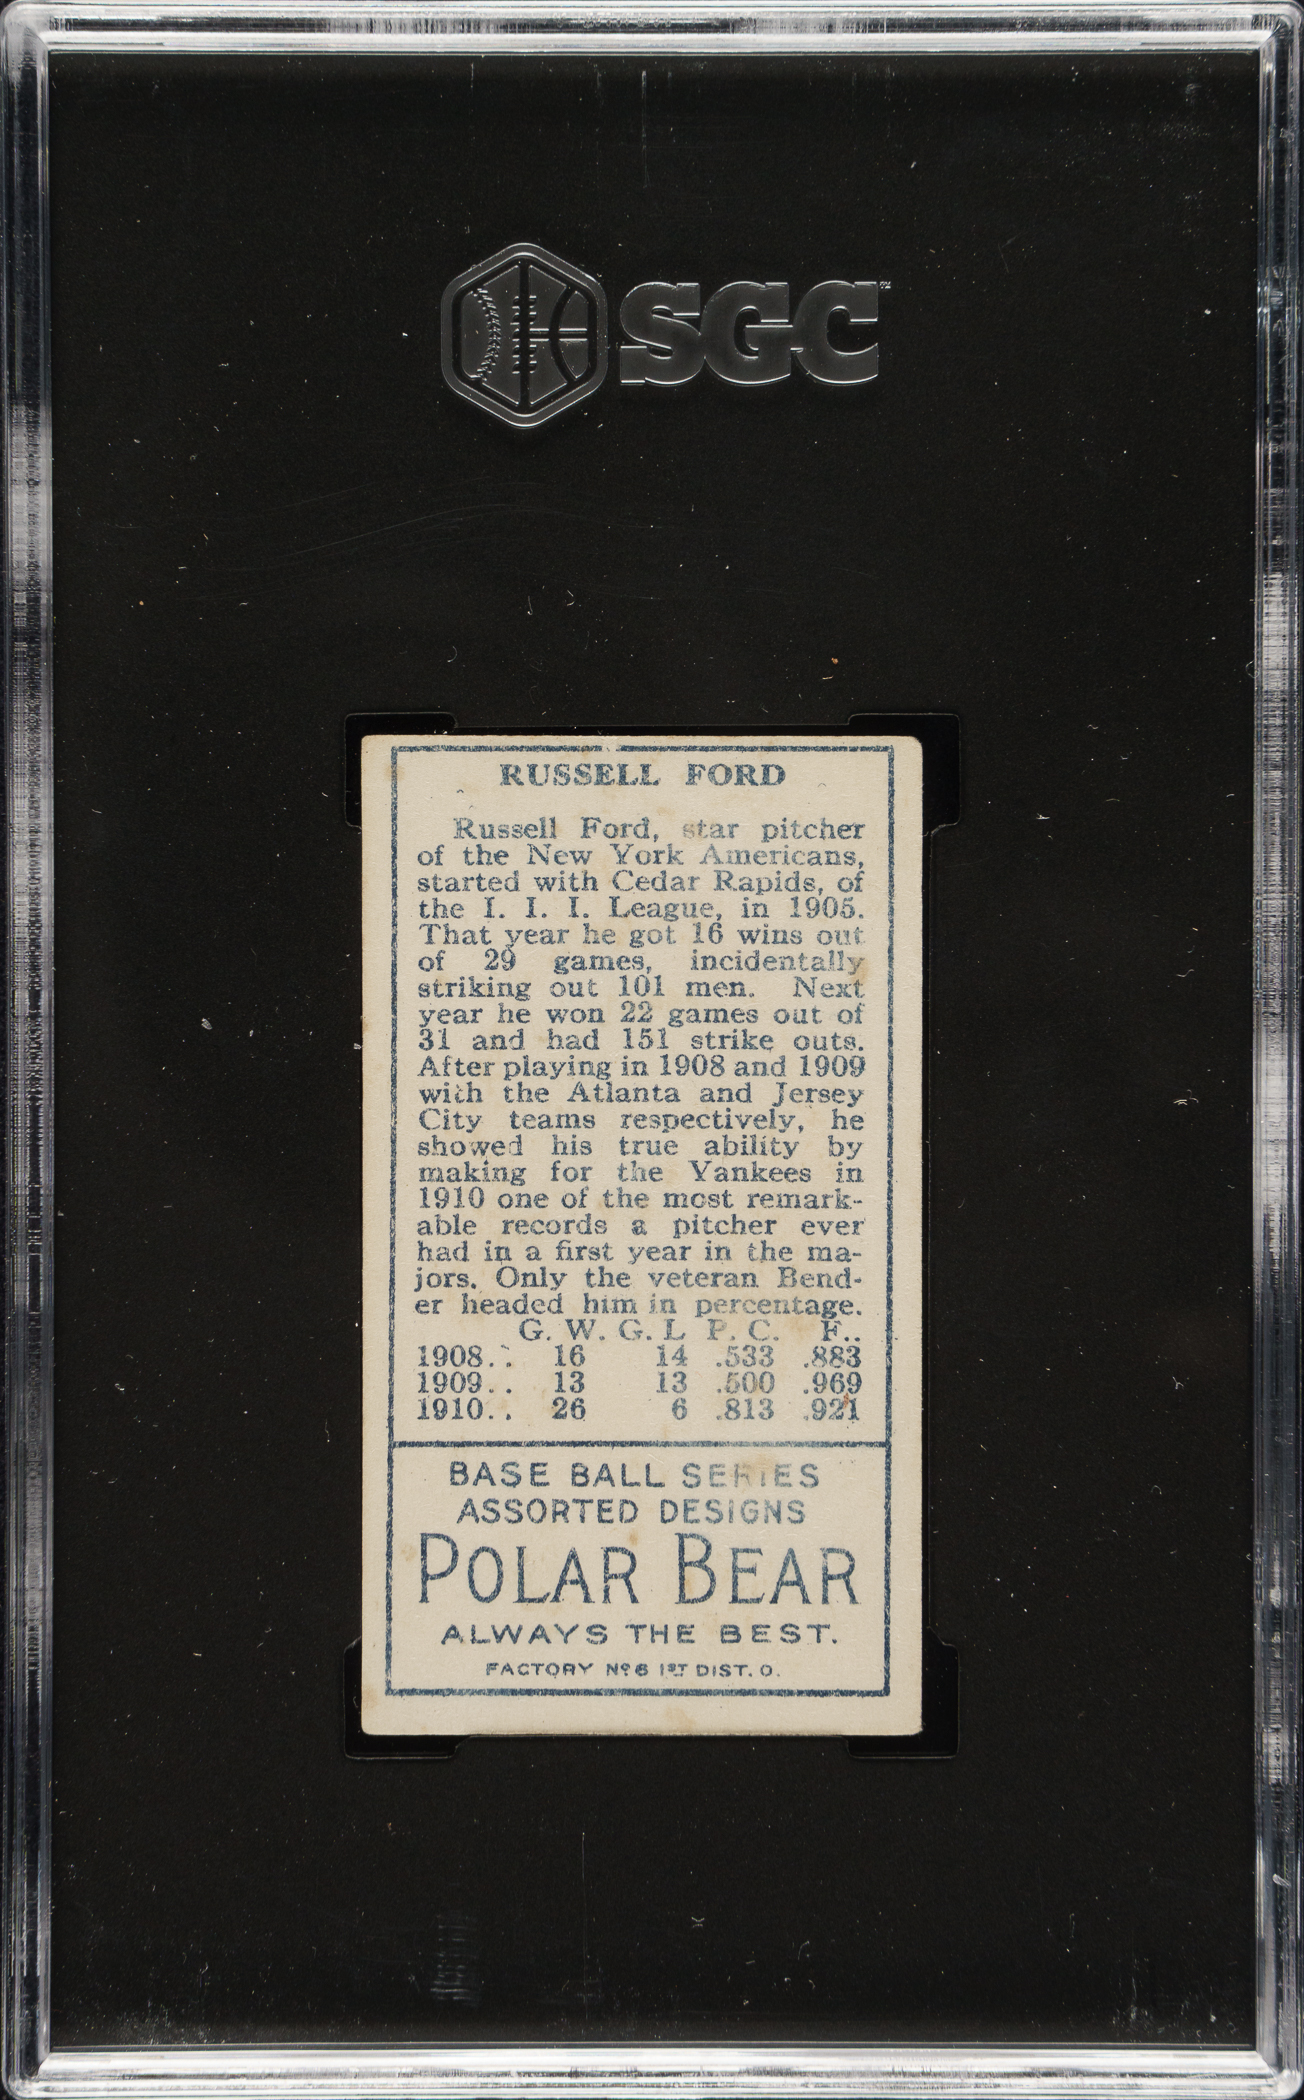 SGC
RUSSELL FORD
Russell Ford, star pitcher
of the New York Americans,
started with Cedar Rapids, of
the I. I. I. League, in 1905.
That year he got 16 wins out
of 29 games, incidentally
striking out 101 men. Next
year he won 22 games out of
31 and had 151 strike outs.
After playing in 1908 and 1909
with the Atlanta and Jersey
City teams respectively, he
showed his true ability by
making for the Yankees in
1910 one of the most remark-
able records a pitcher ever
had in a first year in the ma-
jors. Only the veteran Bend-
er headed him in percentage.
G. W. G. L P. C. F..
1908.. 16 14 .533 .883
1909.. 13 13 .500 .969
1910.. 26 6 .813 .921
BASE BALL SERIES
ASSORTED DESIGNS
POLAR BEAR
ALWAYS THE BEST.
FACTORY No 6 1ST DIST. O.